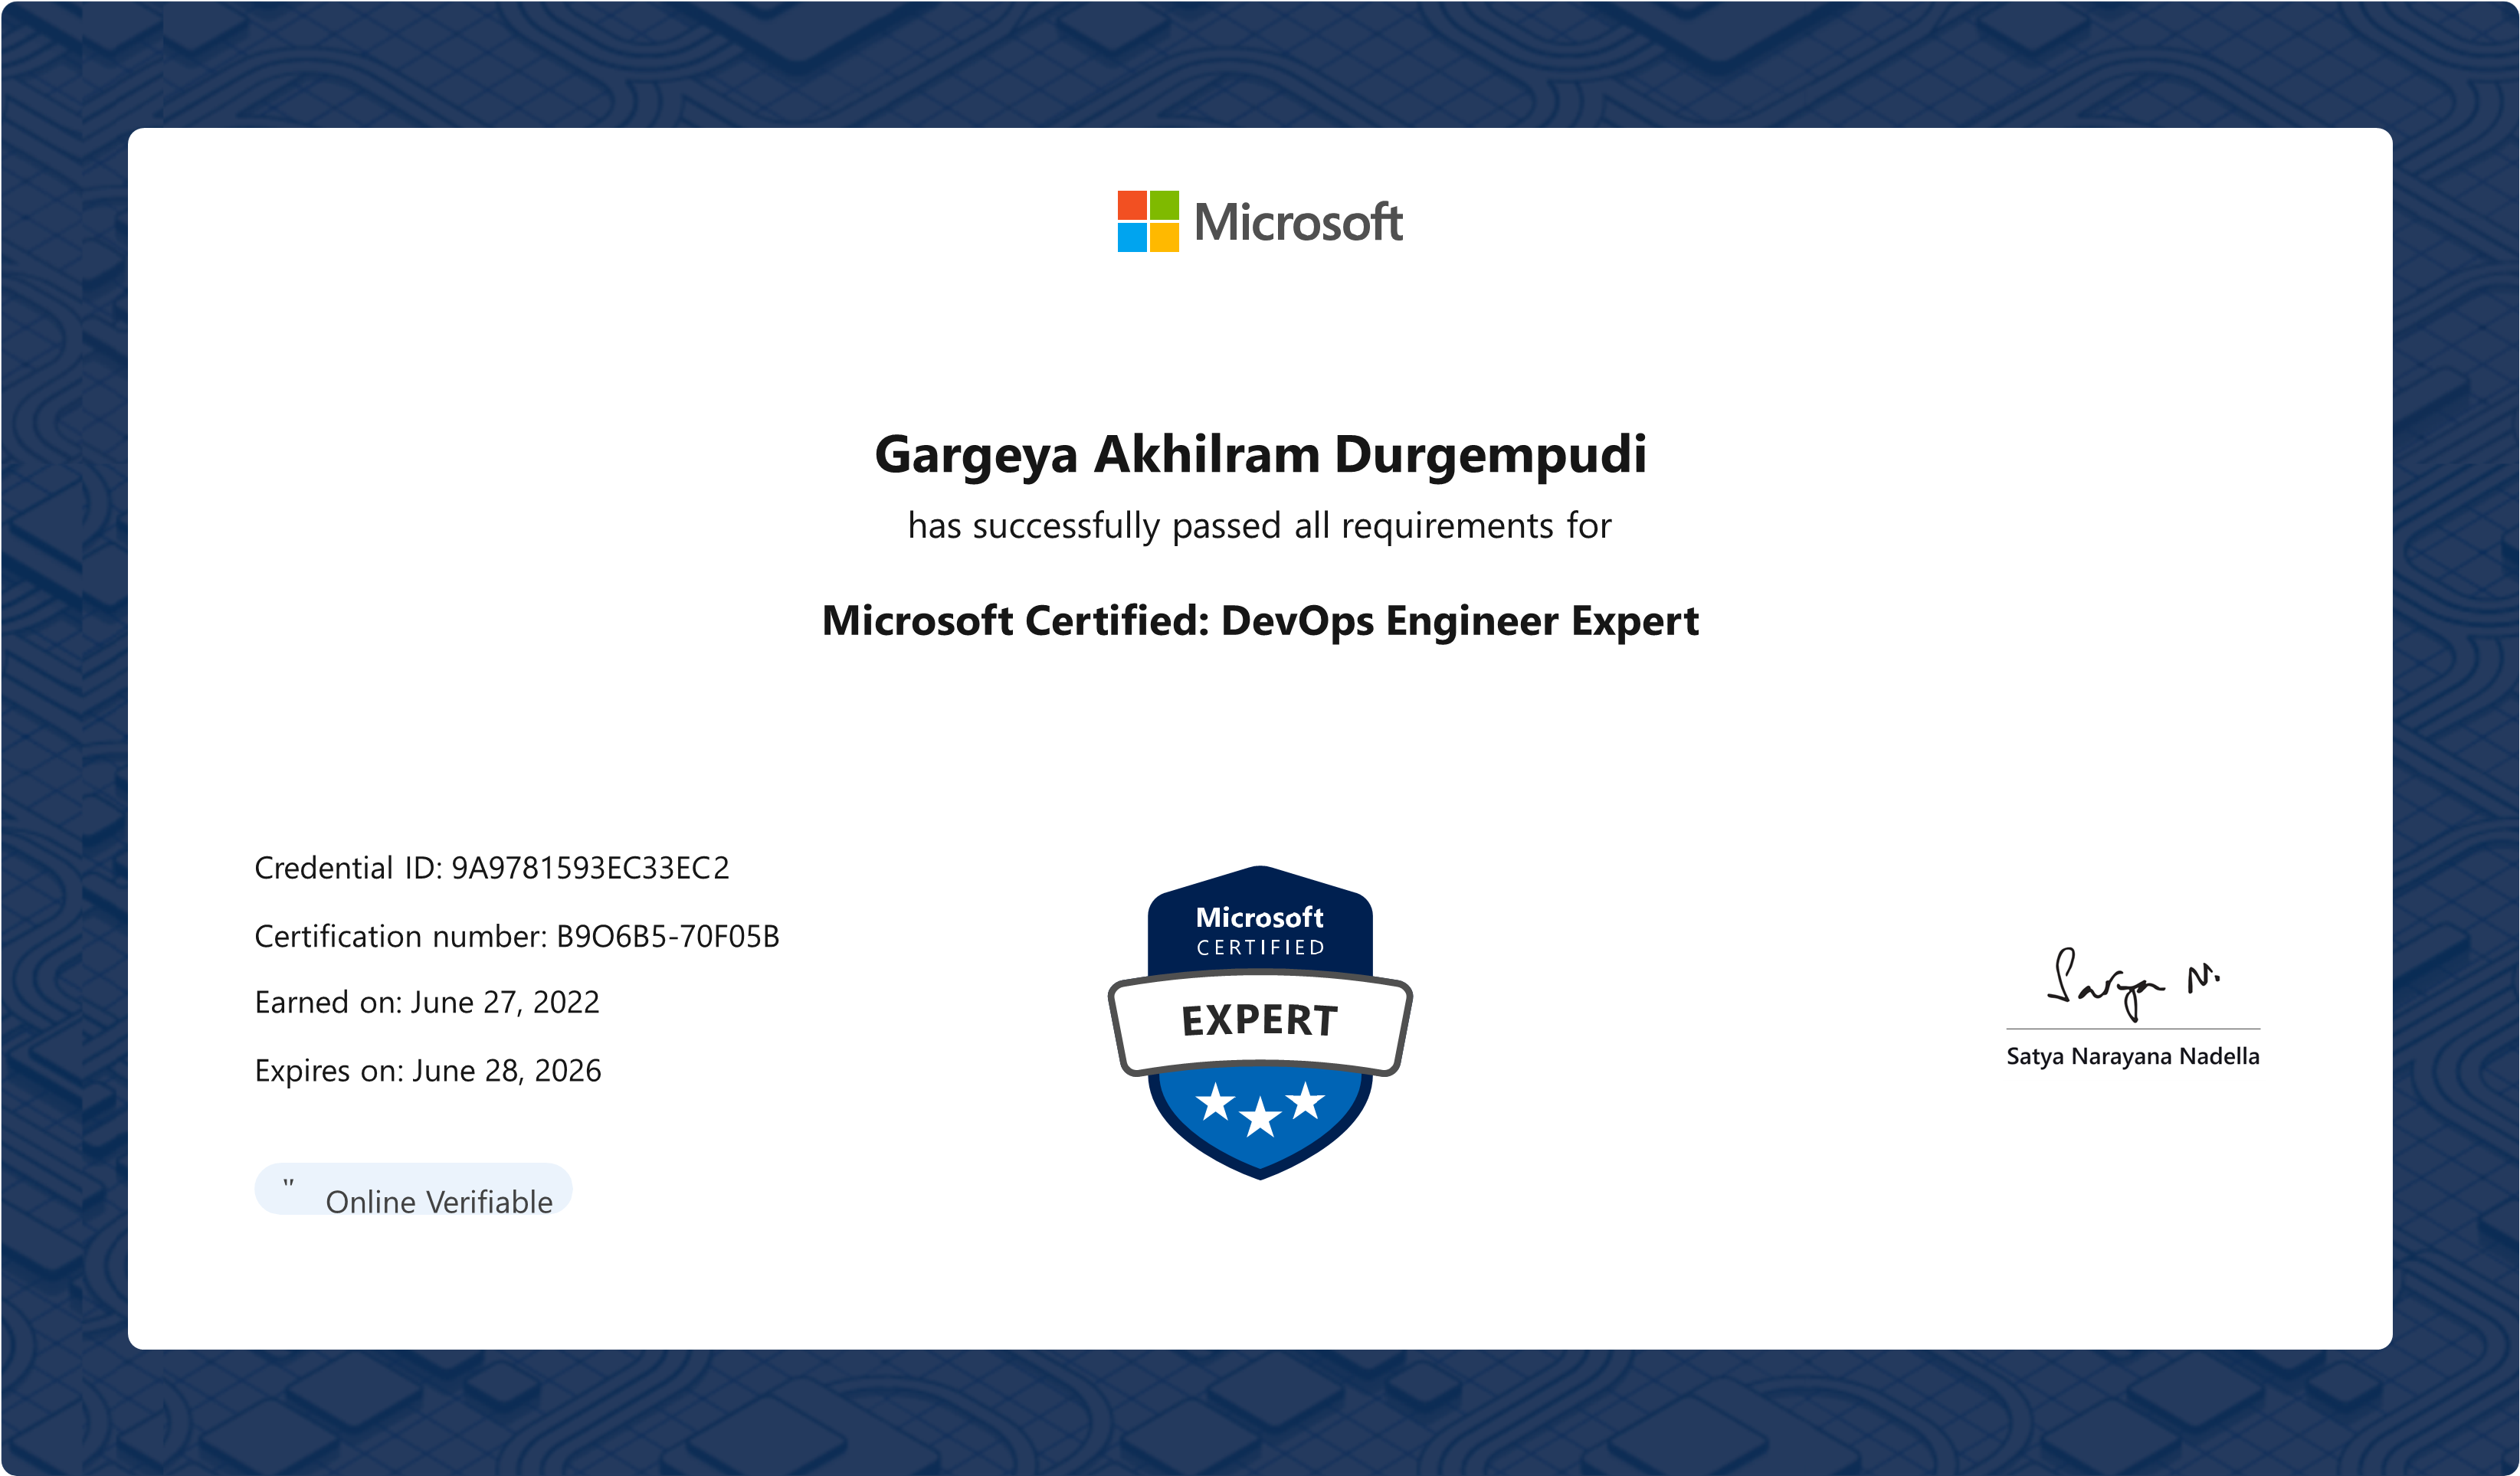 Microsoft
Gargeya Akhilram Durgempudi
has successfully passed all requirements for
Microsoft Certified: DevOps Engineer Expert
Credential ID: 9A9781593EC33EC2
Certification number: B9O6B5-70F05B
Earned on: June 27, 2022
Expires on: June 28, 2026
" Online Verifiable
Microsoft
CERTIFIED
EXPERT
Satya N.
Satya Narayana Nadella